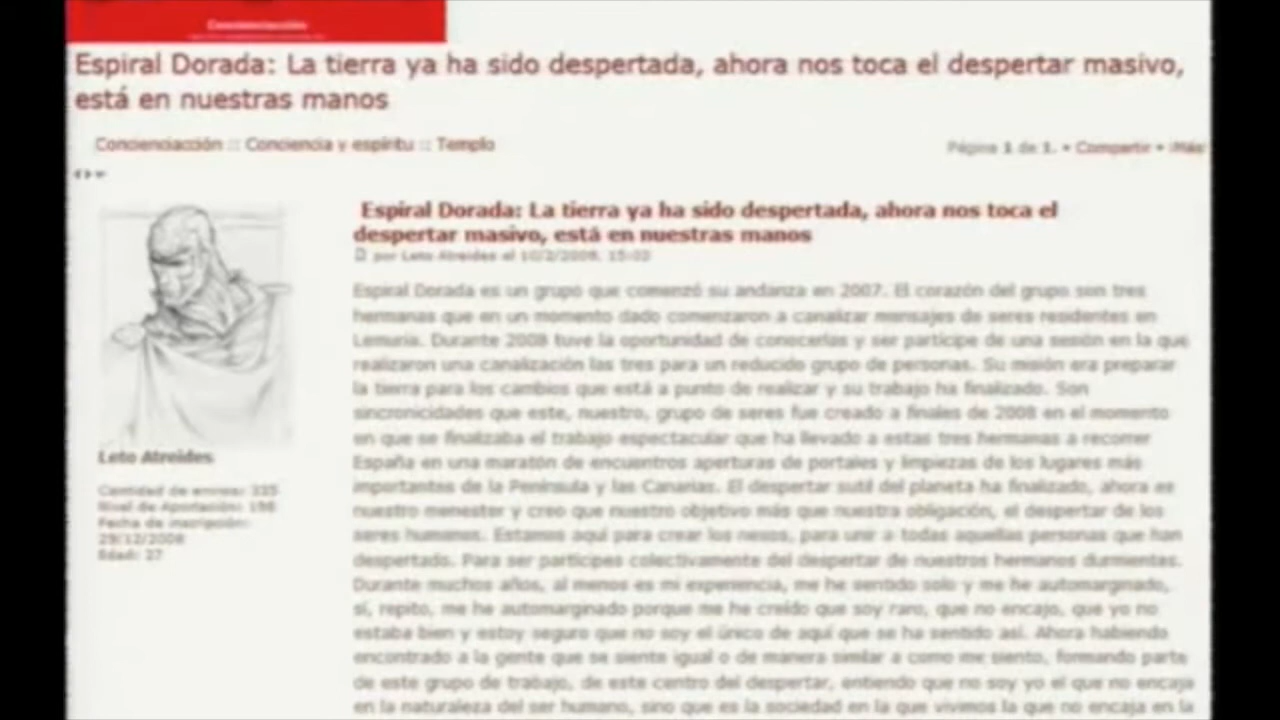 Concienciacción
Espiral Dorada: La tierra ya ha sido despertada, ahora nos toca el despertar masivo,
está en nuestras manos
Concienciacción :: Conciencia y espíritu :: Templo
Página 1 de 1. • Compartir • ¡Más
Espiral Dorada: La tierra ya ha sido despertada, ahora nos toca el
despertar masivo, está en nuestras manos
por Leto Atreides el 10/2/2009, 15:03
Espiral Dorada es un grupo que comenzó su andanza en 2007. El corazón del grupo son tres
hermanas que en un momento dado comenzaron a canalizar mensajes de seres residentes en
Lemuria. Durante 2008 tuve la oportunidad de conocerlas y ser partícipe de una sesión en la que
realizaron una canalización las tres para un reducido grupo de personas. Su misión era preparar
la tierra para los cambios que está a punto de realizar y su trabajo ha finalizado. Son
sincronicidades que este, nuestro, grupo de seres fue creado a finales de 2008 en el momento
en que se finalizaba el trabajo espectacular que ha llevado a estas tres hermanas a recorrer
España en una maratón de encuentros aperturas de portales y limpiezas de los lugares más
importantes de la Península y las Canarias. El despertar sutil del planeta ha finalizado, ahora es
nuestro menester y creo que nuestro objetivo más que nuestra obligación, el despertar de los
seres humanos. Estamos aquí para crear los nexos, para unir a todas aquellas personas que han
despertado. Para ser partícipes colectivamente del despertar de nuestros hermanos durmientes.
Durante muchos años, al menos es mi experiencia, me he sentido solo y me he automarginado,
sí, repito, me he automarginado porque me he creído que soy raro, que no encajo, que yo no
estaba bien y estoy seguro que no soy el único de aquí que se ha sentido así. Ahora habiendo
encontrado a la gente que se siente igual o de manera similar a como me siento, formando parte
de este grupo de trabajo, de este centro del despertar, entiendo que no soy yo el que no encaja
en la naturaleza del ser humano, sino que es la sociedad en la que vivimos la que no encaja en la
Leto Atreides
Cantidad de envíos: 335
Nivel de Aportación: 196
Fecha de inscripción:
29/12/2008
Edad: 27